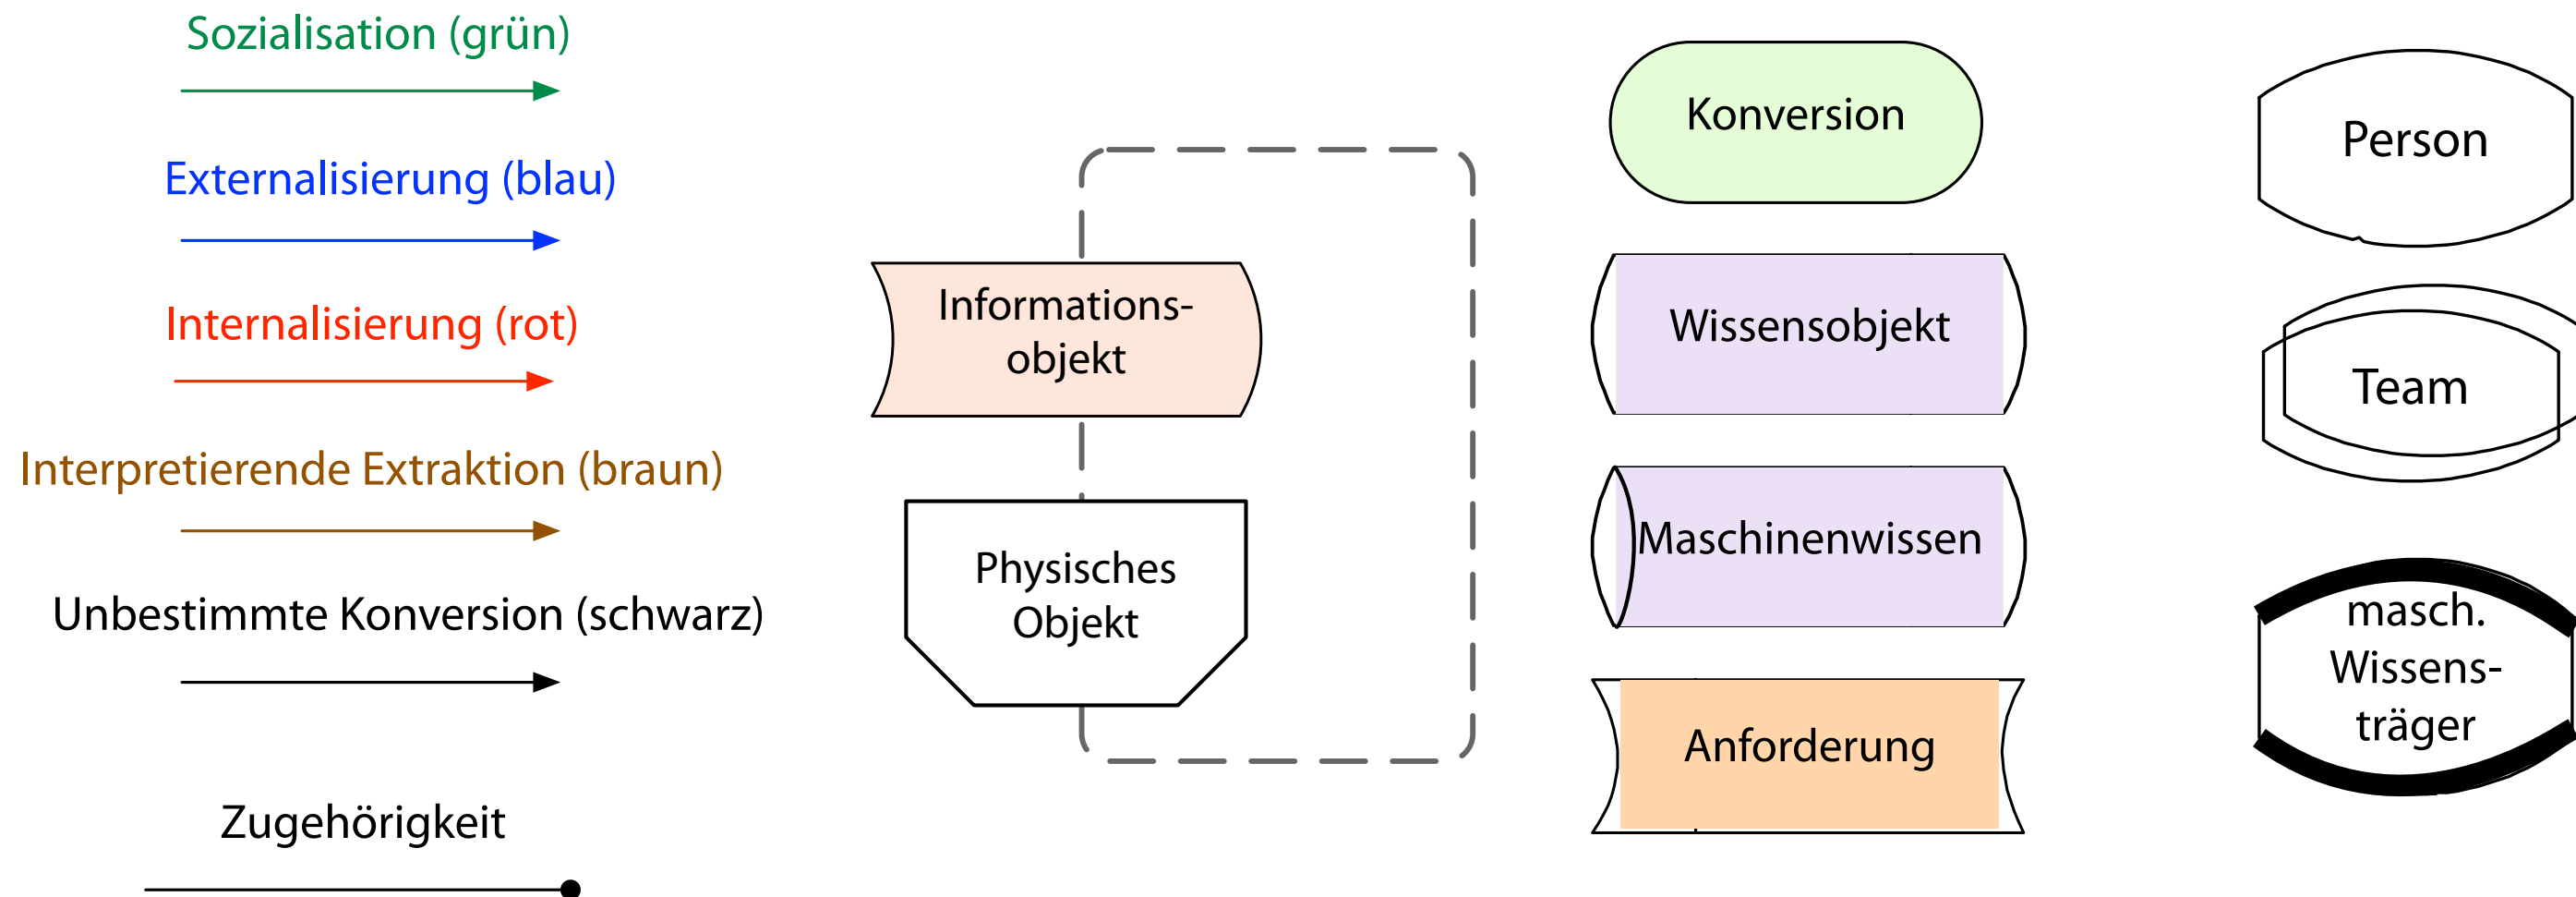 Sozialisation (grün)
Externalisierung (blau)
Internalisierung (rot)
Interpretierende Extraktion (braun)
Unbestimmte Konversion (schwarz)
Zugehörigkeit
Informations-
objekt
Physisches
Objekt
Konversion
Wissensobjekt
Maschinenwissen
Anforderung
Person
Team
masch.
Wissens-
träger